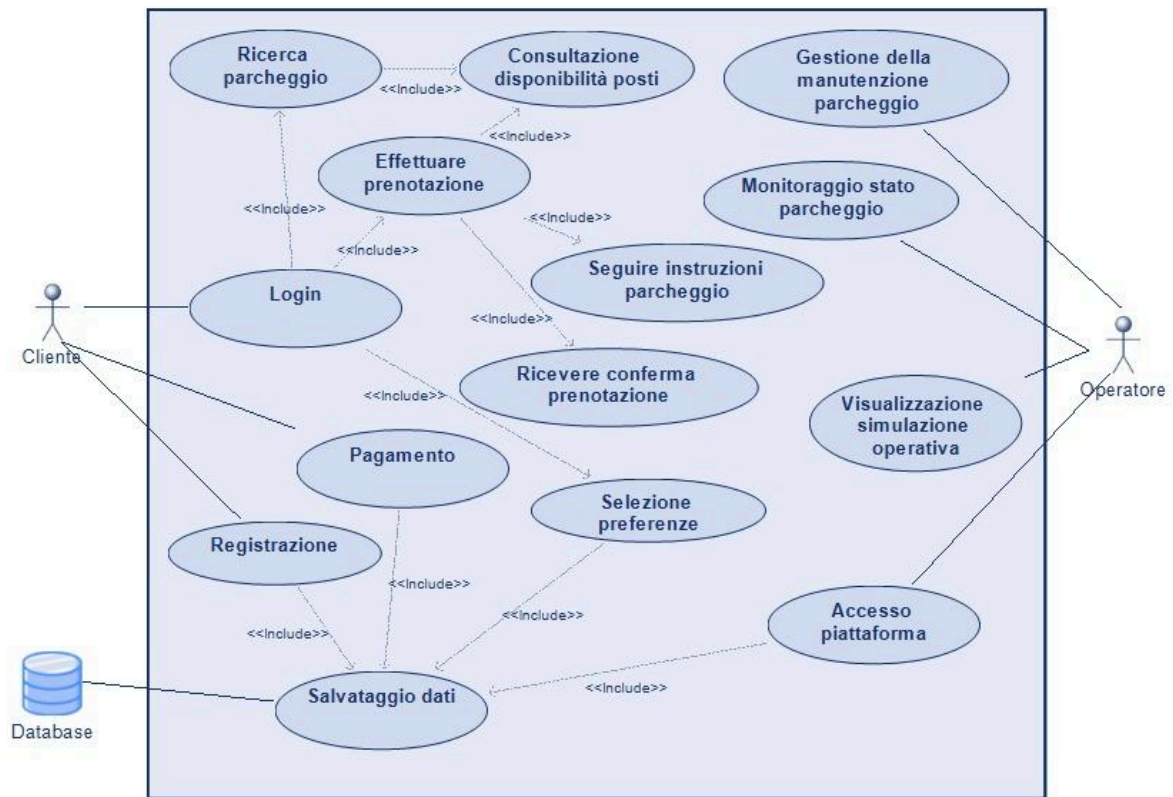 Ricerca
parcheggio
<<Include>>
Consultazione
disponibilità posti
Gestione della
manutenzione
parcheggio
<<Include>>
Effettuare
prenotazione
Monitoraggio stato
parcheggio
<<Include>>
<<Include>>
<<Include>>
Seguire instruzioni
parcheggio
Login
Cliente
<<Include>>
Ricevere conferma
prenotazione
Operatore
<<Include>>
Visualizzazione
simulazione
operativa
Pagamento
Selezione
preferenze
Registrazione
<<Include>>
<<Include>>
<<Include>>
Accesso
piattaforma
Salvataggio dati
<<Include>>
Database